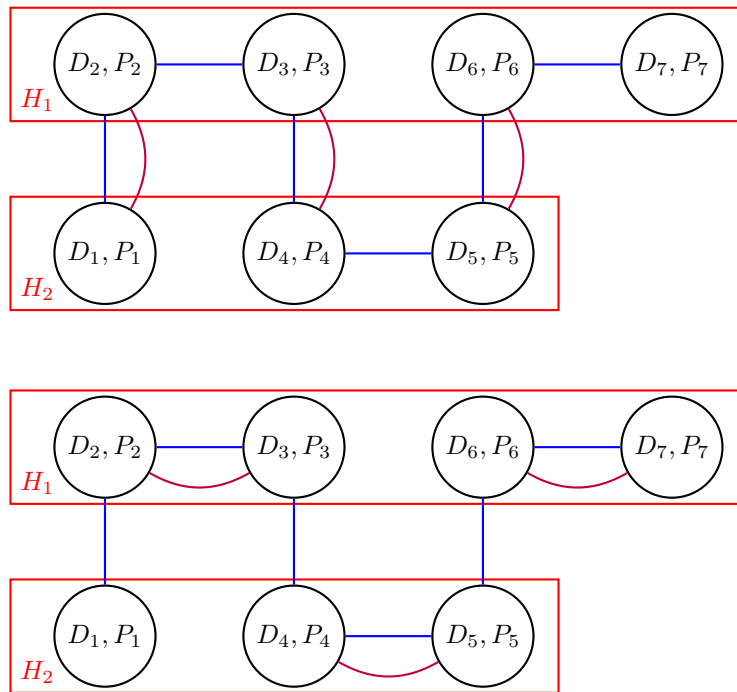 D₂, P₂ D₃, P₃ D₆, P₆ D₇, P₇
H₁
D₁, P₁ D₄, P₄ D₅, P₅
H₂
D₂, P₂ D₃, P₃ D₆, P₆ D₇, P₇
H₁
D₁, P₁ D₄, P₄ D₅, P₅
H₂